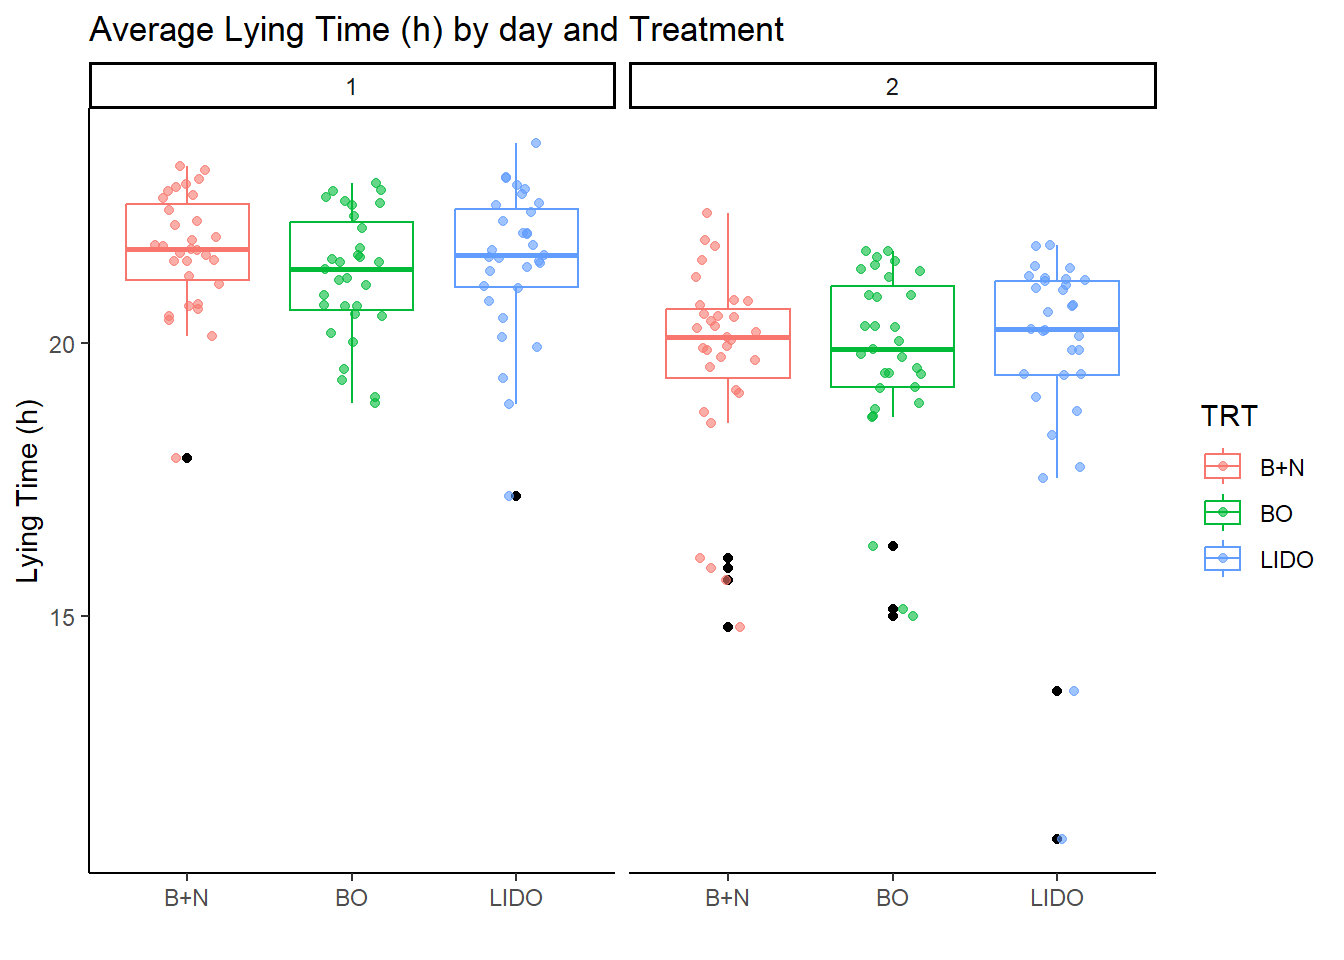 Average Lying Time (h) by day and Treatment
1 2
20
15
Lying Time (h)
B+N BO LIDO B+N BO LIDO
TRT
B+N
BO
LIDO